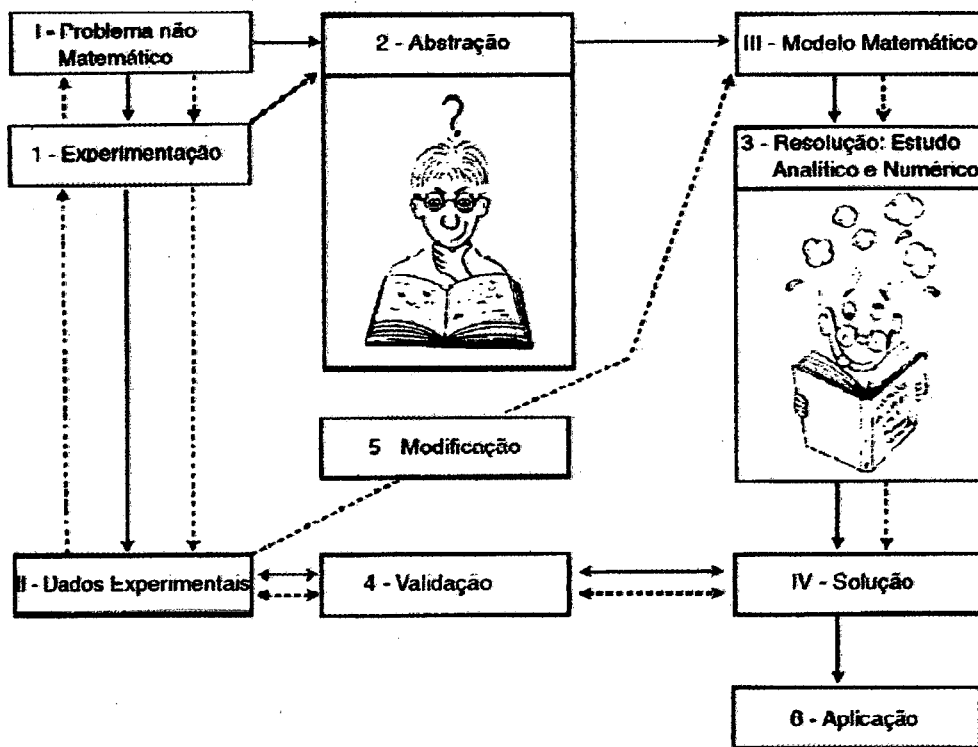 I - Problema não
Matemático
2 - Abstração
III - Modelo Matemático
1 - Experimentação
3 - Resolução: Estudo
Analítico e Numérico
?
5 Modificação
II - Dados Experimentais
4 - Validação
IV - Solução
6 - Aplicação